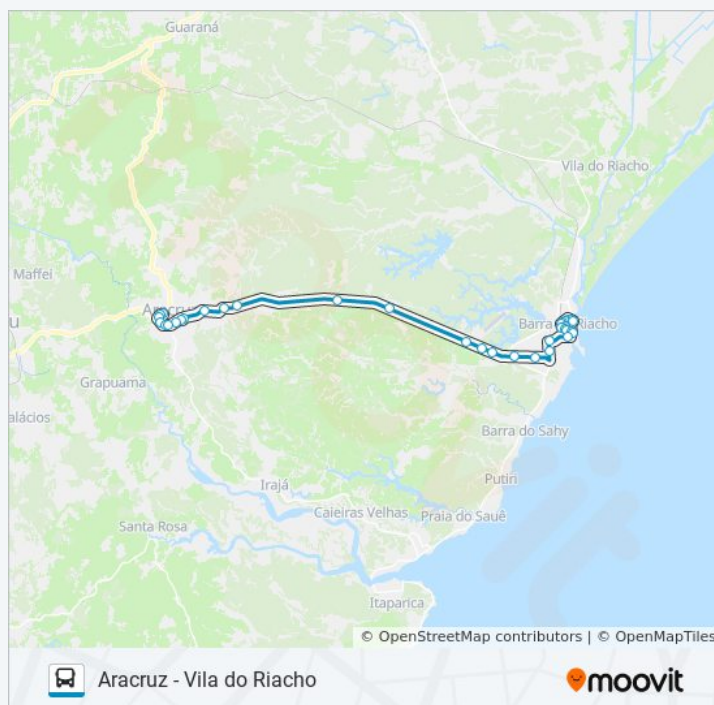 Guaraná
Vila do Riacho
Maffei
Aracruz
u
Barra do Riacho
Grapuama
alácios
Barra do Sahy
Putiri
Irajá
Caieiras Velhas
Praia do Sauê
Santa Rosa
Itaparica
© OpenStreetMap contributors | © OpenMapTiles
Aracruz - Vila do Riacho
moovit